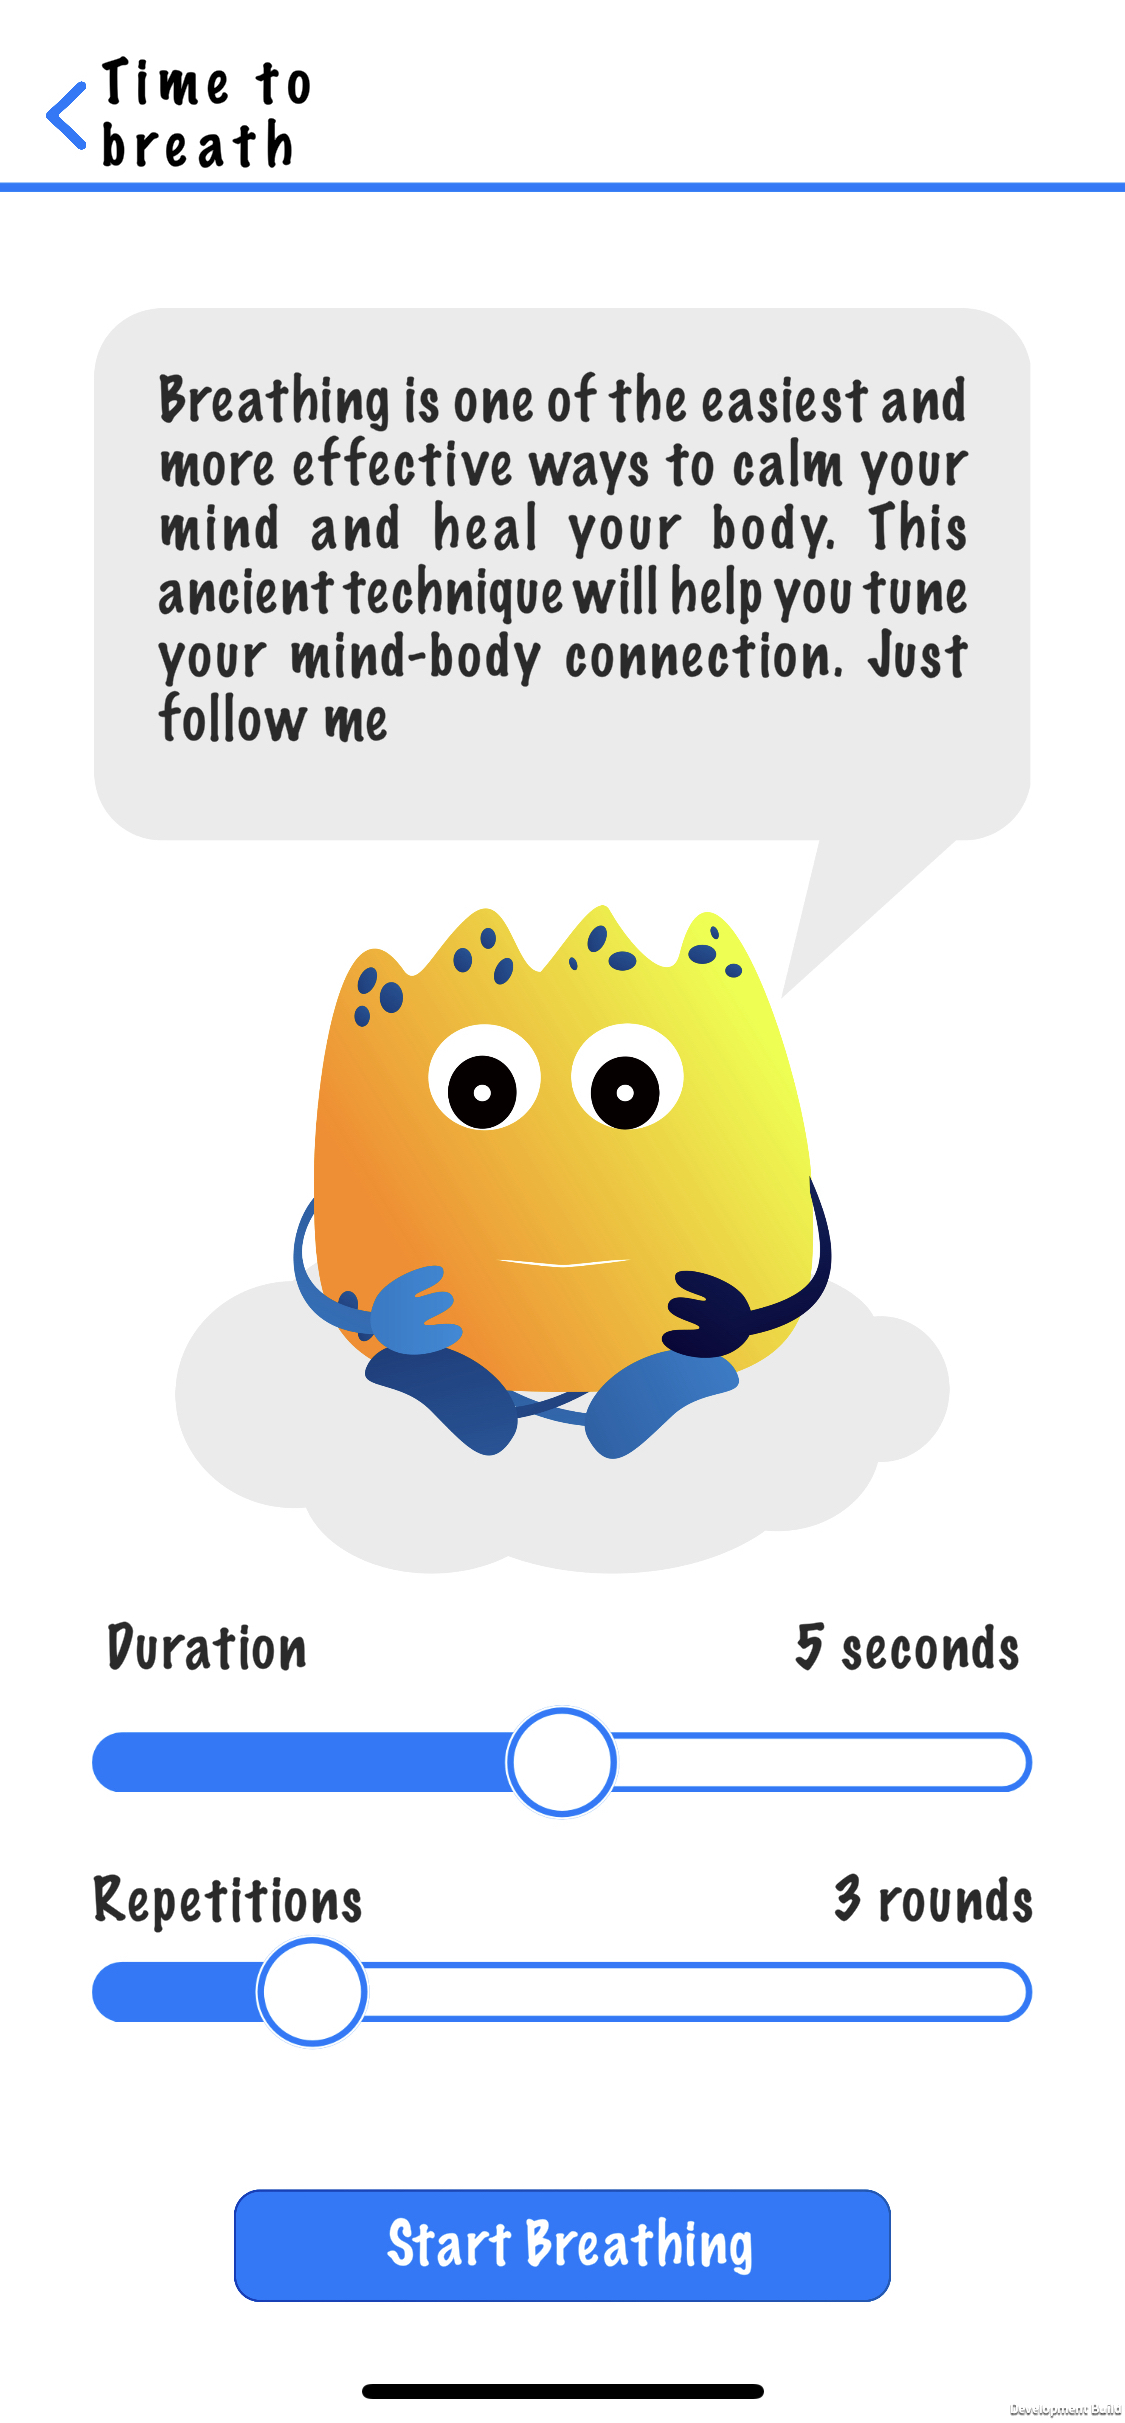 Time to
breath
Breathing is one of the easiest and
more effective ways to calm your
mind and heal your body. This
ancient technique will help you tune
your mind-body connection. Just
follow me
Duration 5 seconds
Repetitions 3 rounds
Start Breathing
Development Build